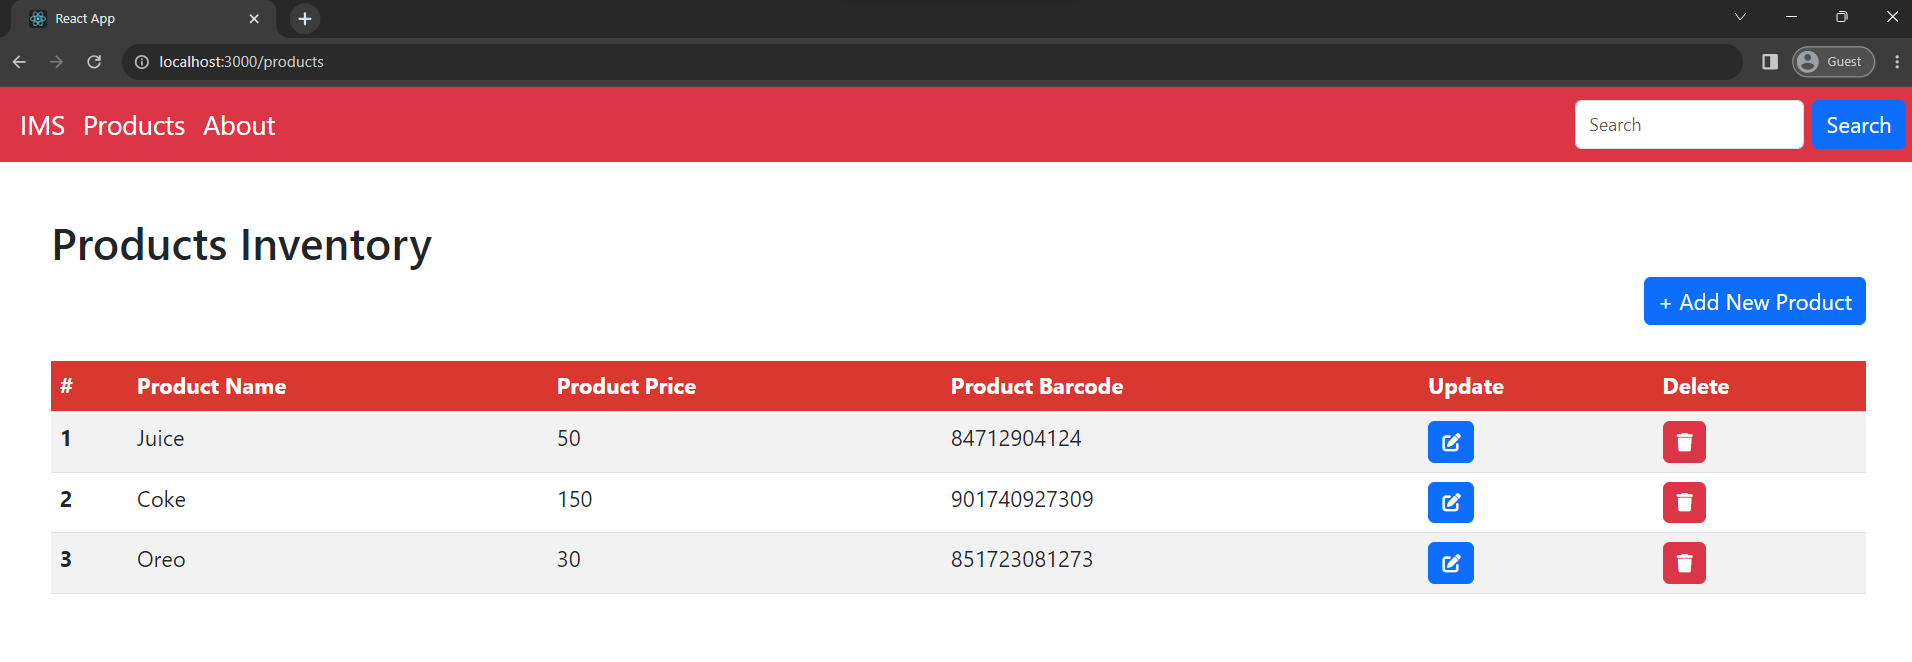 React App
localhost:3000/products
Guest
IMS Products About Search Search
Products Inventory
+ Add New Product
# Product Name Product Price Product Barcode Update Delete
1 Juice 50 84712904124
2 Coke 150 901740927309
3 Oreo 30 851723081273